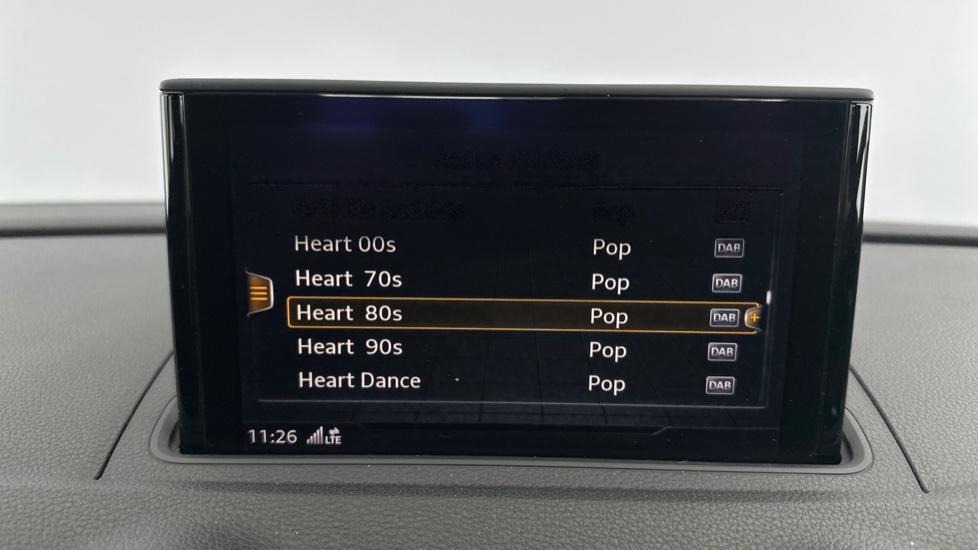 Heart 00s Pop DAB
Heart 70s Pop DAB
Heart 80s Pop DAB +
Heart 90s Pop DAB
Heart Dance Pop DAB
11:26 LTE